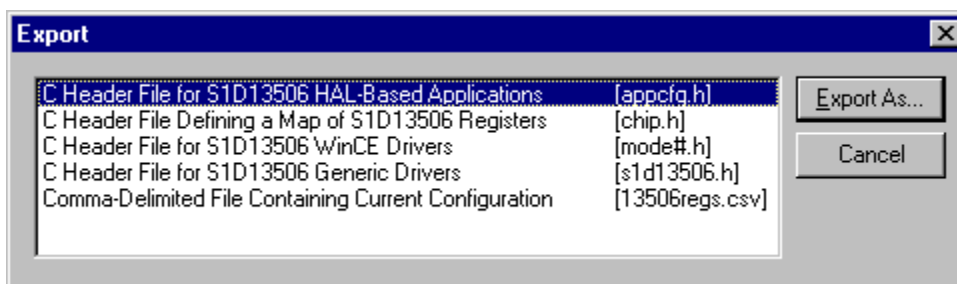 Export
C Header File for S1D13506 HAL-Based Applications [appcfg.h]
C Header File Defining a Map of S1D13506 Registers [chip.h]
C Header File for S1D13506 WinCE Drivers [mode#.h]
C Header File for S1D13506 Generic Drivers [s1d13506.h]
Comma-Delimited File Containing Current Configuration [13506regs.csv]
Export As...
Cancel